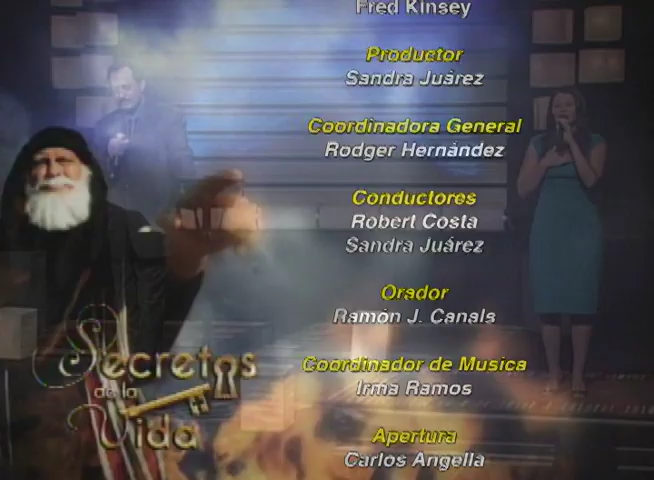 Fred Kinsey
Productor
Sandra Juárez
Coordinadora General
Rodger Hernández
Conductores
Robert Costa
Sandra Juárez
Orador
Ramón J. Canals
Coordinador de Musica
Irma Ramos
Apertura
Carlos Angella
Secretos
de la
Vida